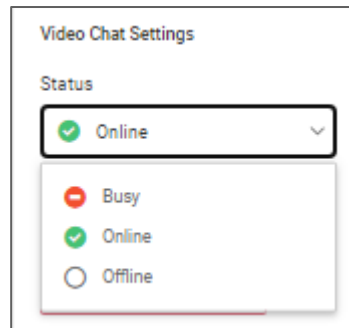 Video Chat Settings
Status
Online
Busy
Online
Offline